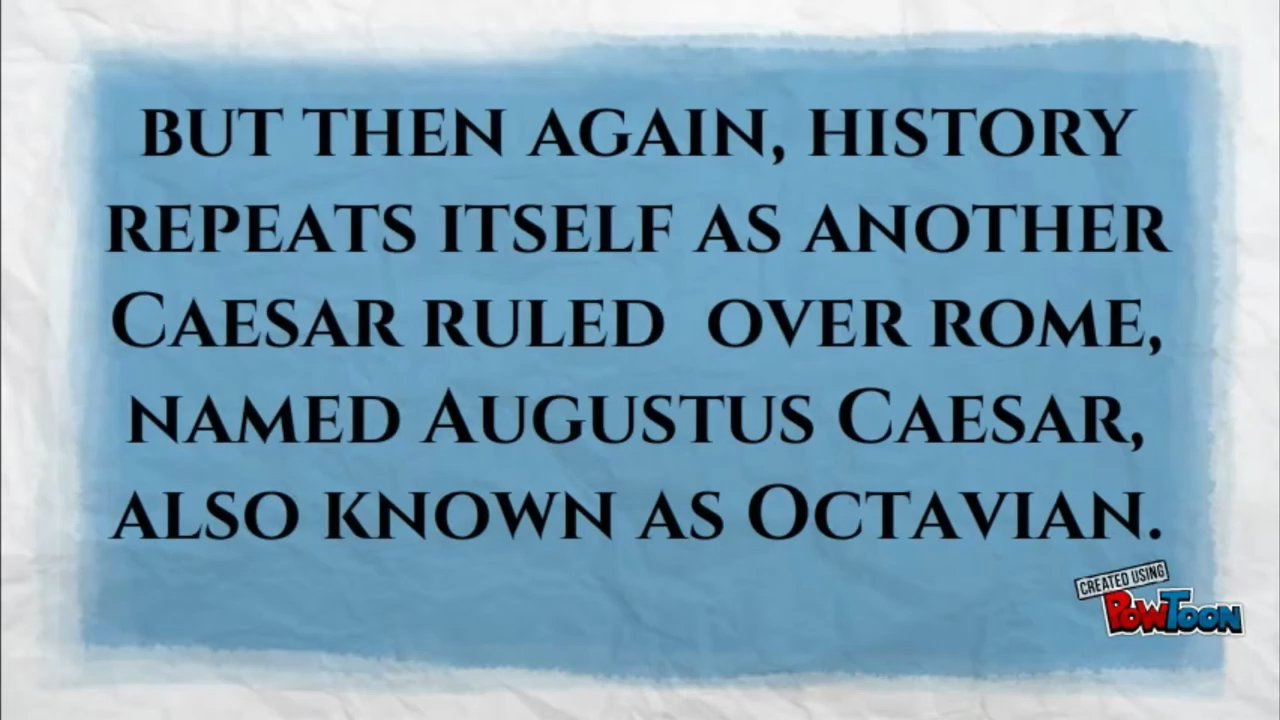 BUT THEN AGAIN, HISTORY
REPEATS ITSELF AS ANOTHER
CAESAR RULED OVER ROME,
NAMED AUGUSTUS CAESAR,
ALSO KNOWN AS OCTAVIAN.
CREATED USING
POWTOON